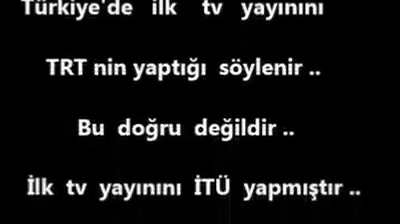 Türkiye'de ilk tv yayınını
TRT nin yaptığı söylenir ..
Bu doğru değildir ..
İlk tv yayınını İTÜ yapmıştır ..